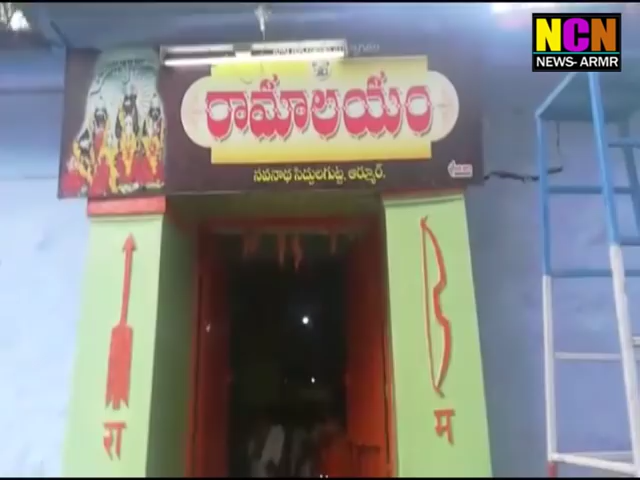 NCN
NEWS- ARMR
రామాలయం
నవనాథ సిద్దులగుట్ట, ఆర్మూర్.
रा
म